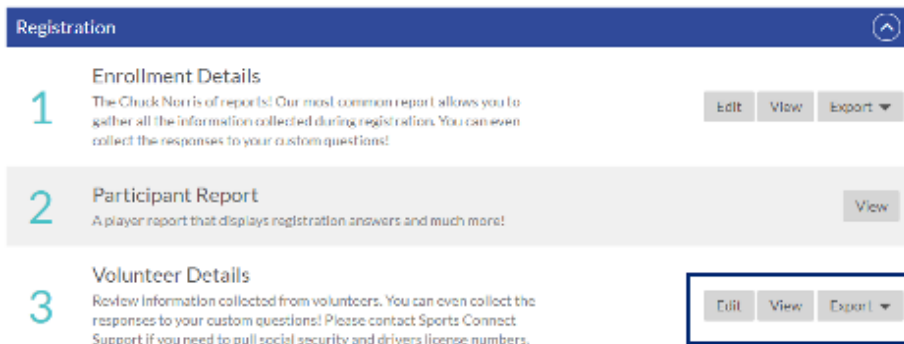 Registration
1
Enrollment Details
The Chuck Norris of reports! Our most common report allows you to
gather all the information collected during registration. You can even
collect the responses to your custom questions!
Edit View Export
2
Participant Report
A player report that displays registration answers and much more!
View
3
Volunteer Details
Review information collected from volunteers. You can even collect the
responses to your custom questions! Please contact Sports Connect
Support if you need to pull social security and drivers license numbers.
Edit View Export